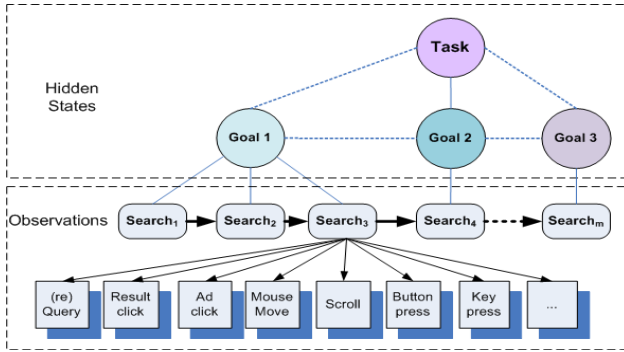 Task
Hidden
States
Goal 1
Goal 2
Goal 3
Observations
Search₁
Search₂
Search₃
Search₄
Searchₘ
(re)
Query
Result
click
Ad
click
Mouse
Move
Scroll
Button
press
Key
press
...